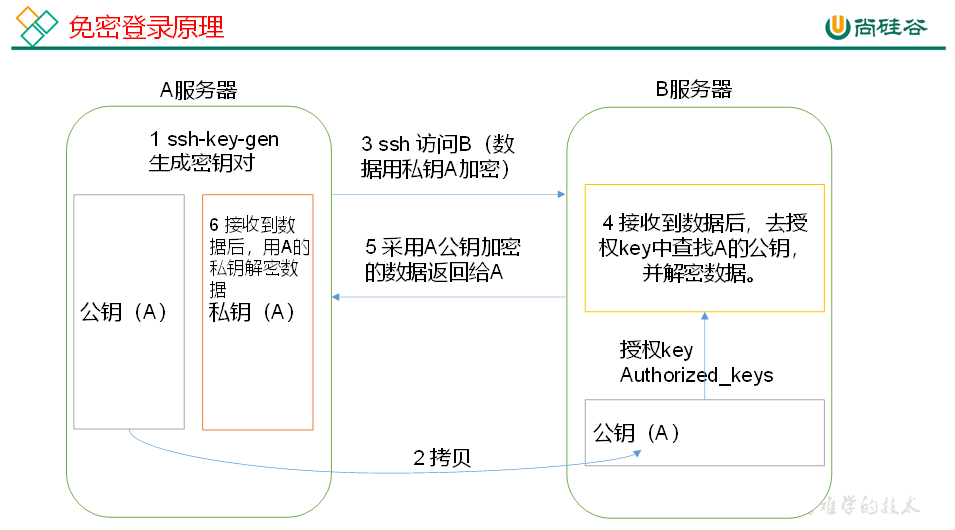 免密登录原理
尚硅谷
A服务器
B服务器
1 ssh-key-gen
生成密钥对
3 ssh 访问B（数
据用私钥A加密）
6 接收到数
据后，用A的
私钥解密数
据
公钥（A）
私钥（A）
5 采用A公钥加密
的数据返回给A
4 接收到数据后，去授
权key中查找A的公钥，
并解密数据。
授权key
Authorized_keys
公钥（A）
2 拷贝
难学的技术